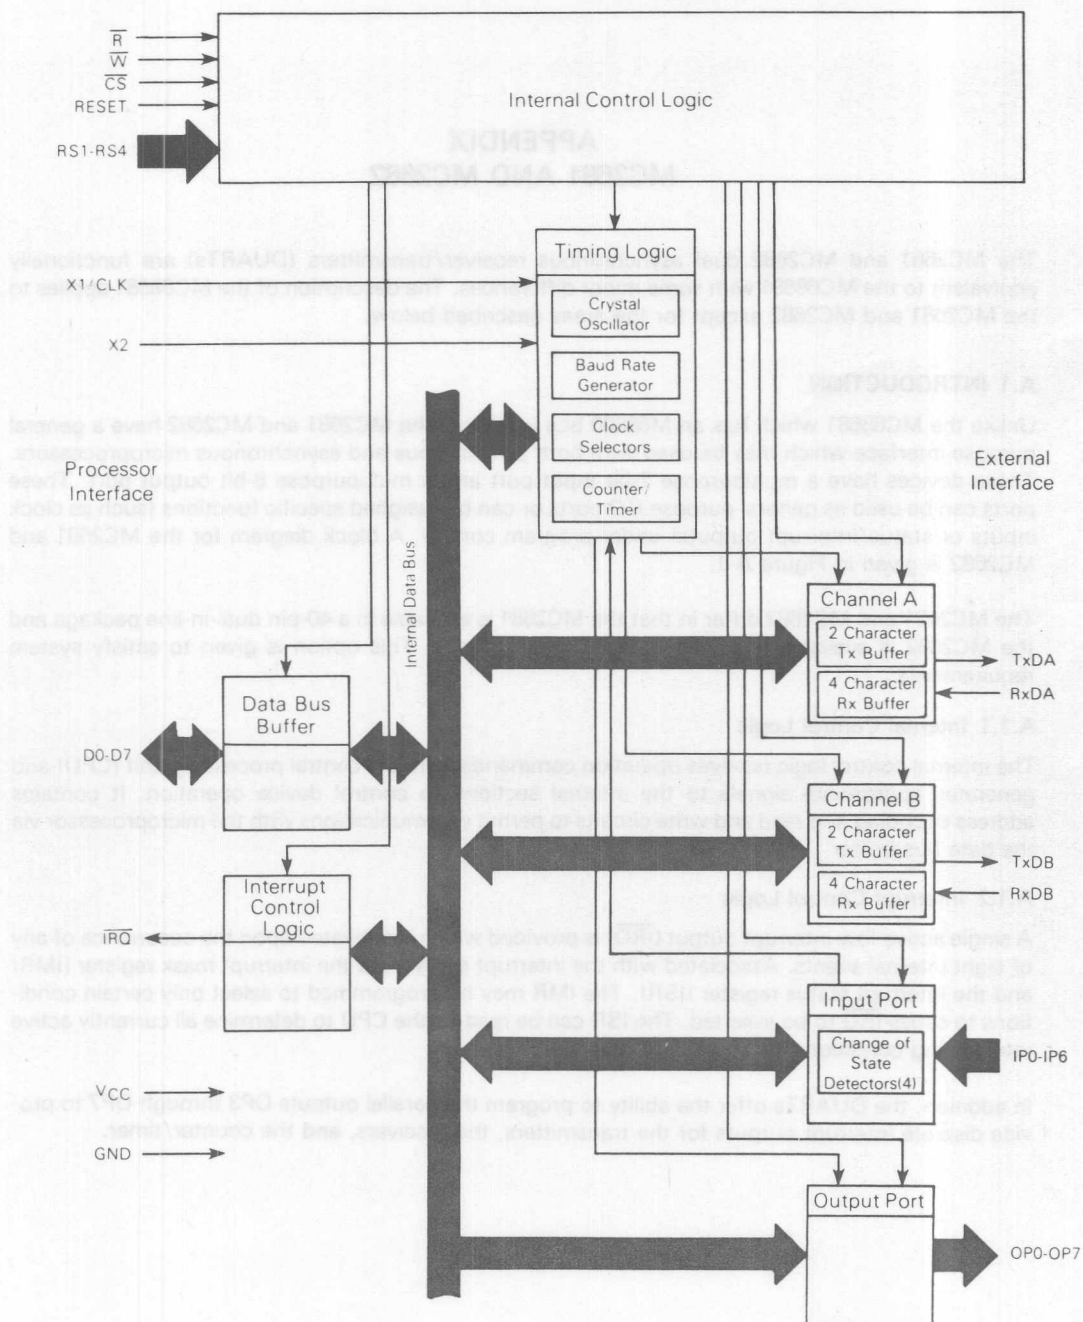 R̅
W̅
C̅S̅
RESET
RS1-RS4
Internal Control Logic
Timing Logic
X1/CLK
Crystal
Oscillator
X2
Baud Rate
Generator
Clock
Selectors
Counter/
Timer
Processor
Interface
External
Interface
Internal Data Bus
Channel A
2 Character
Tx Buffer
TxDA
4 Character
Rx Buffer
RxDA
Data Bus
Buffer
D0-D7
Channel B
2 Character
Tx Buffer
TxDB
4 Character
Rx Buffer
RxDB
Interrupt
Control
Logic
I̅R̅Q̅
Input Port
Change of
State
Detectors(4)
IP0-IP6
VCC
GND
Output Port
OP0-OP7